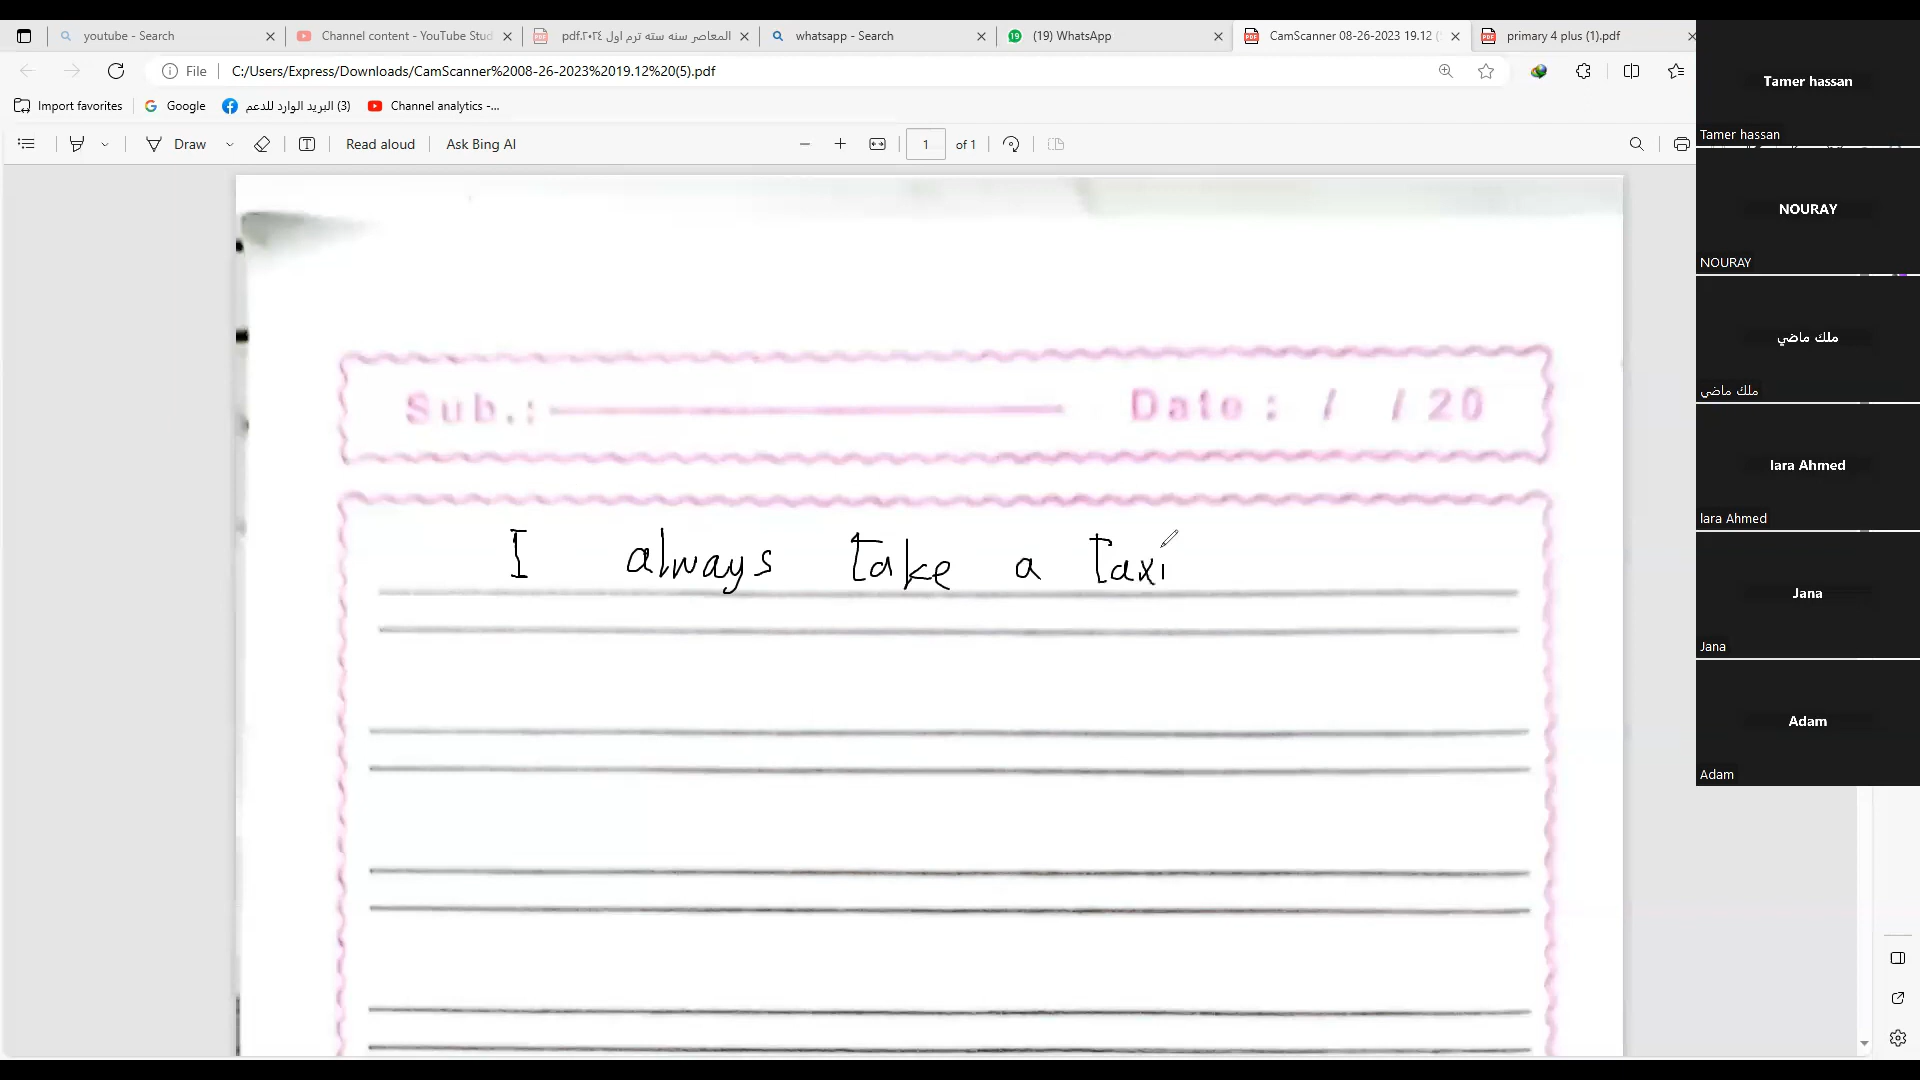 youtube - Search
Channel content - YouTube Stud
المعاصر سنه سته ترم اول ٢٠٢٤.pdf
whatsapp - Search
(19) WhatsApp
CamScanner 08-26-2023 19.12 (
primary 4 plus (1).pdf
File
C:/Users/Express/Downloads/CamScanner%2008-26-2023%2019.12%20(5).pdf
Import favorites
Google
(3) البريد الوارد للدعم
Channel analytics -...
Draw
Read aloud
Ask Bing AI
1
of 1
Sub.:
Date: / /20
I always take a taxi
Tamer hassan
Tamer hassan
NOURAY
NOURAY
ملك ماضي
ملك ماضي
lara Ahmed
lara Ahmed
Jana
Jana
Adam
Adam